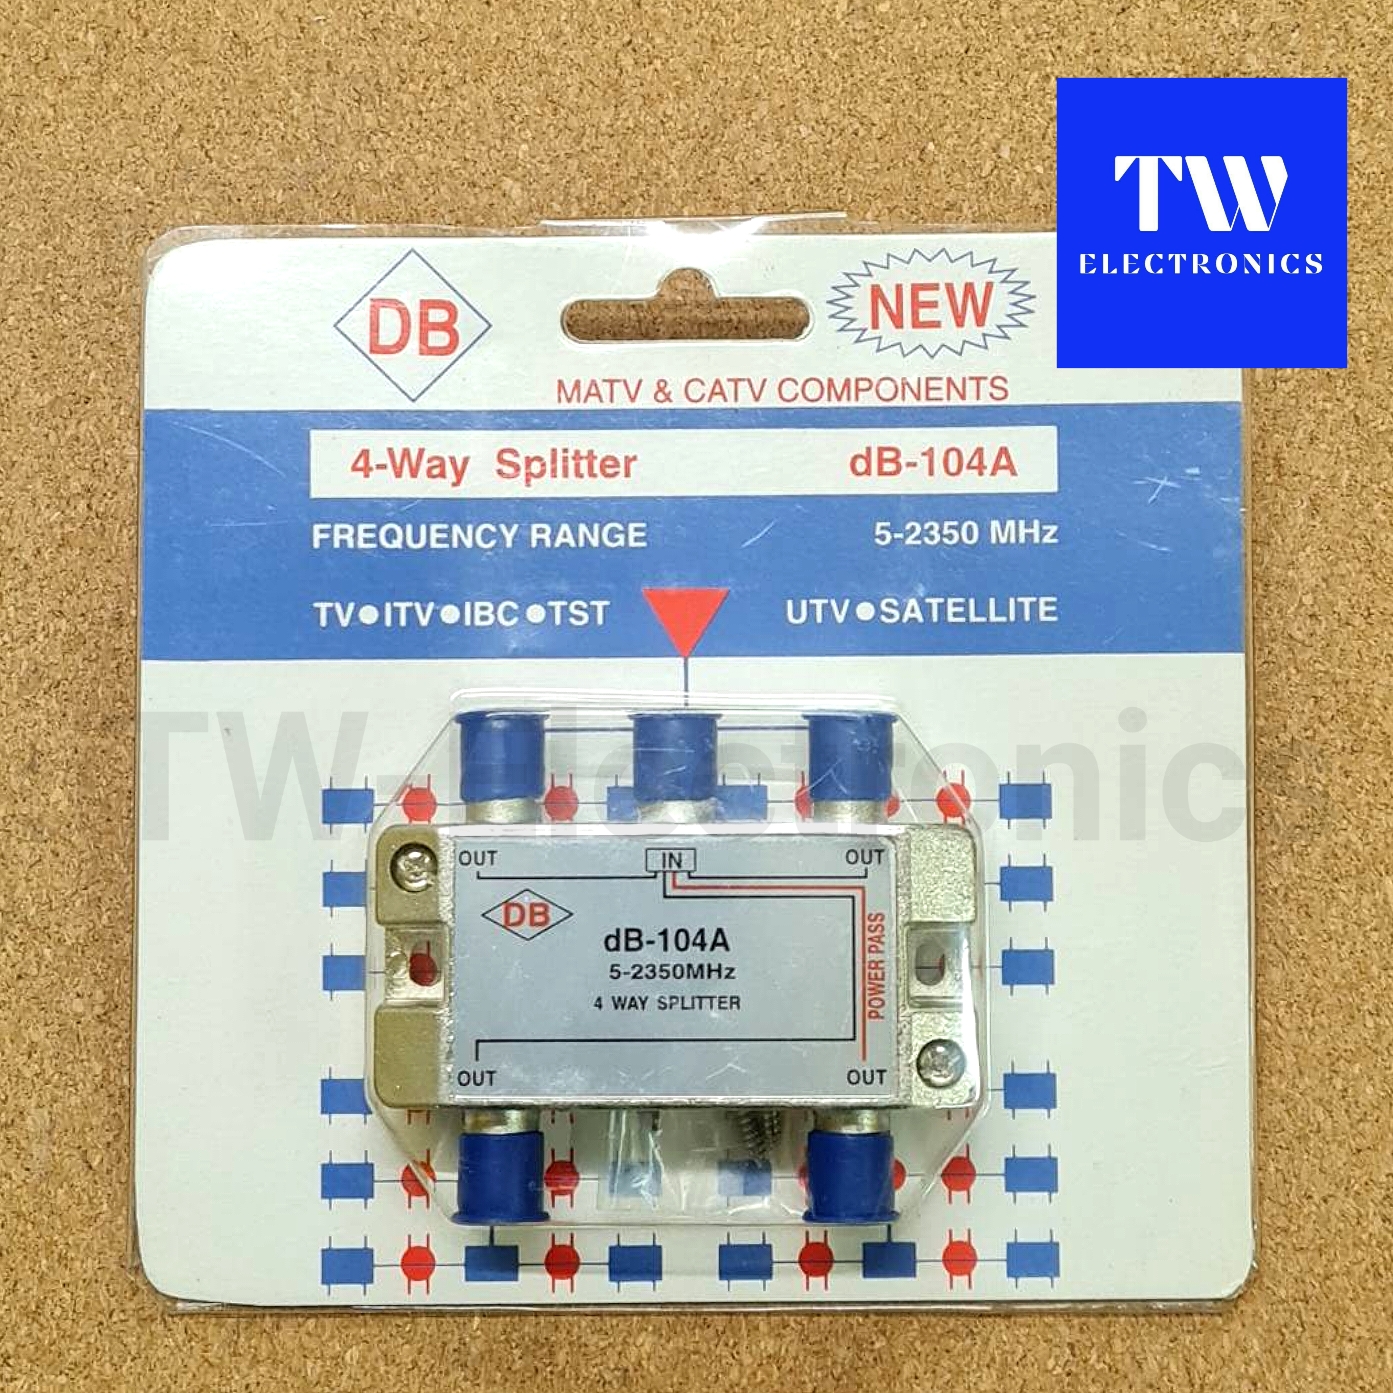 TW
ELECTRONICS
DB
NEW
MATV & CATV COMPONENTS
4-Way Splitter dB-104A
FREQUENCY RANGE 5-2350 MHz
TV●ITV●IBC●TST UTV●SATELLITE
TW-Electronics
OUT IN OUT
DB
dB-104A
5-2350MHz
4 WAY SPLITTER
POWER PASS
OUT OUT